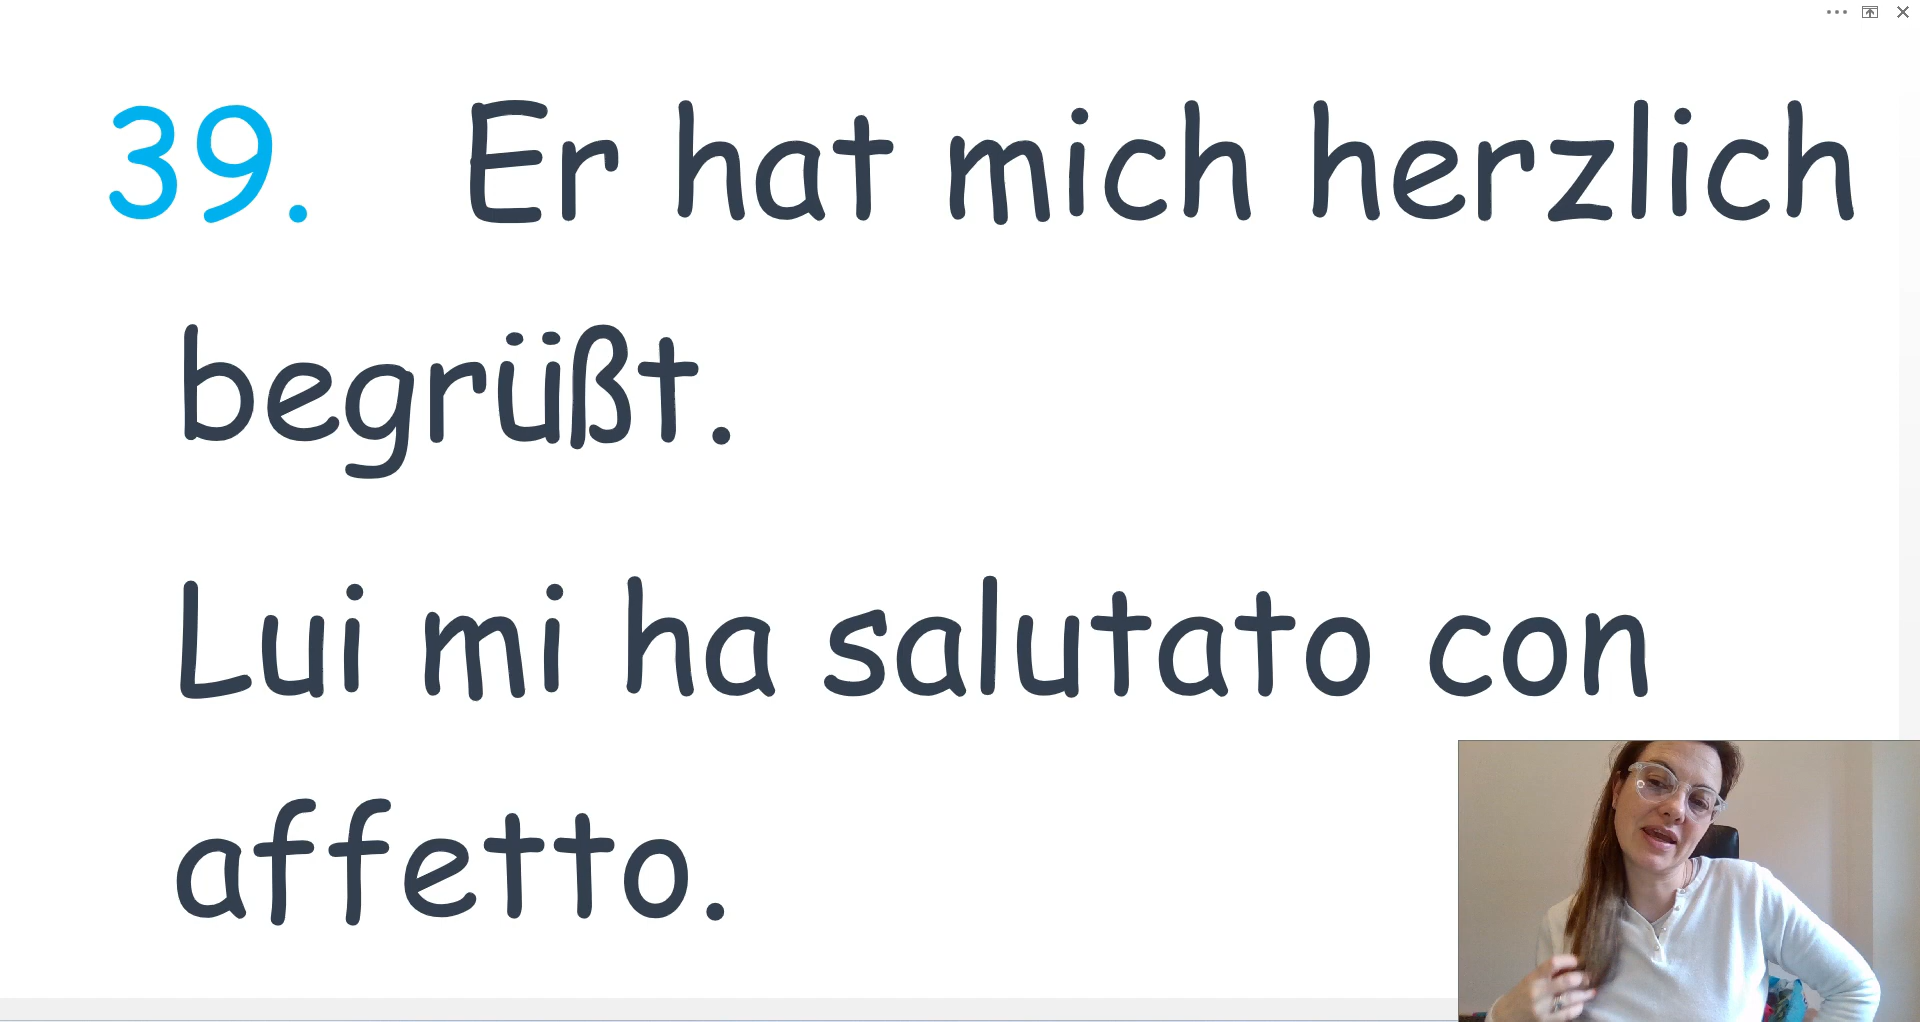 39. Er hat mich herzlich
begrüßt.
Lui mi ha salutato con
affetto.